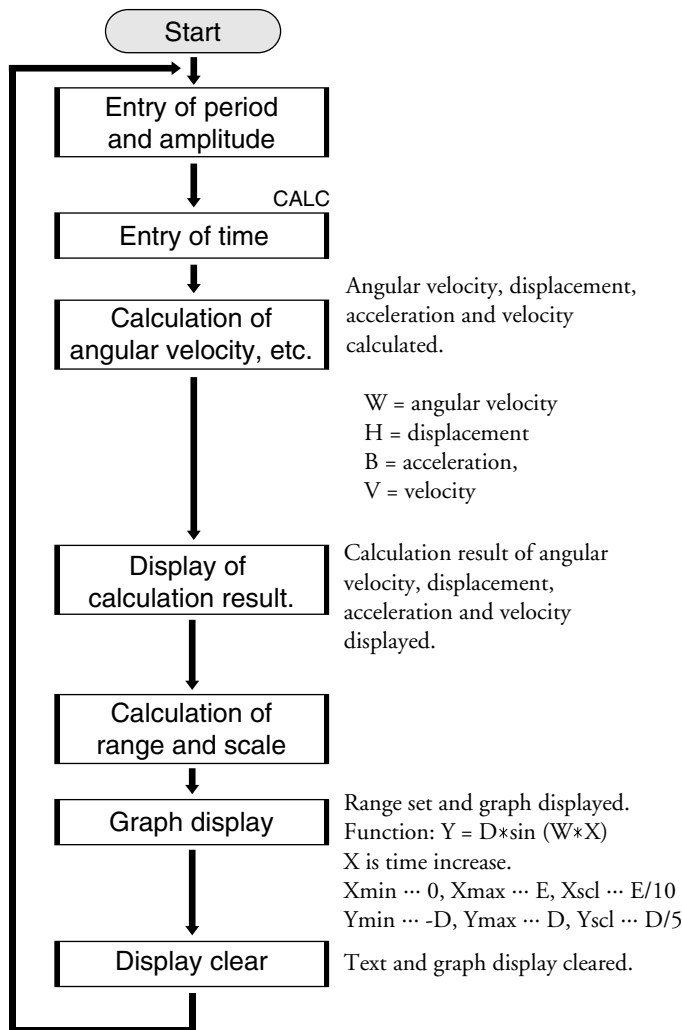 Start
Entry of period
and amplitude
CALC
Entry of time
Calculation of
angular velocity, etc.
Angular velocity, displacement,
acceleration and velocity
calculated.
W = angular velocity
H = displacement
B = acceleration,
V = velocity
Display of
calculation result.
Calculation result of angular
velocity, displacement,
acceleration and velocity
displayed.
Calculation of
range and scale
Graph display
Range set and graph displayed.
Function: Y = D*sin (W*X)
X is time increase.
Xmin ··· 0, Xmax ··· E, Xscl ··· E/10
Ymin ··· -D, Ymax ··· D, Yscl ··· D/5
Display clear
Text and graph display cleared.